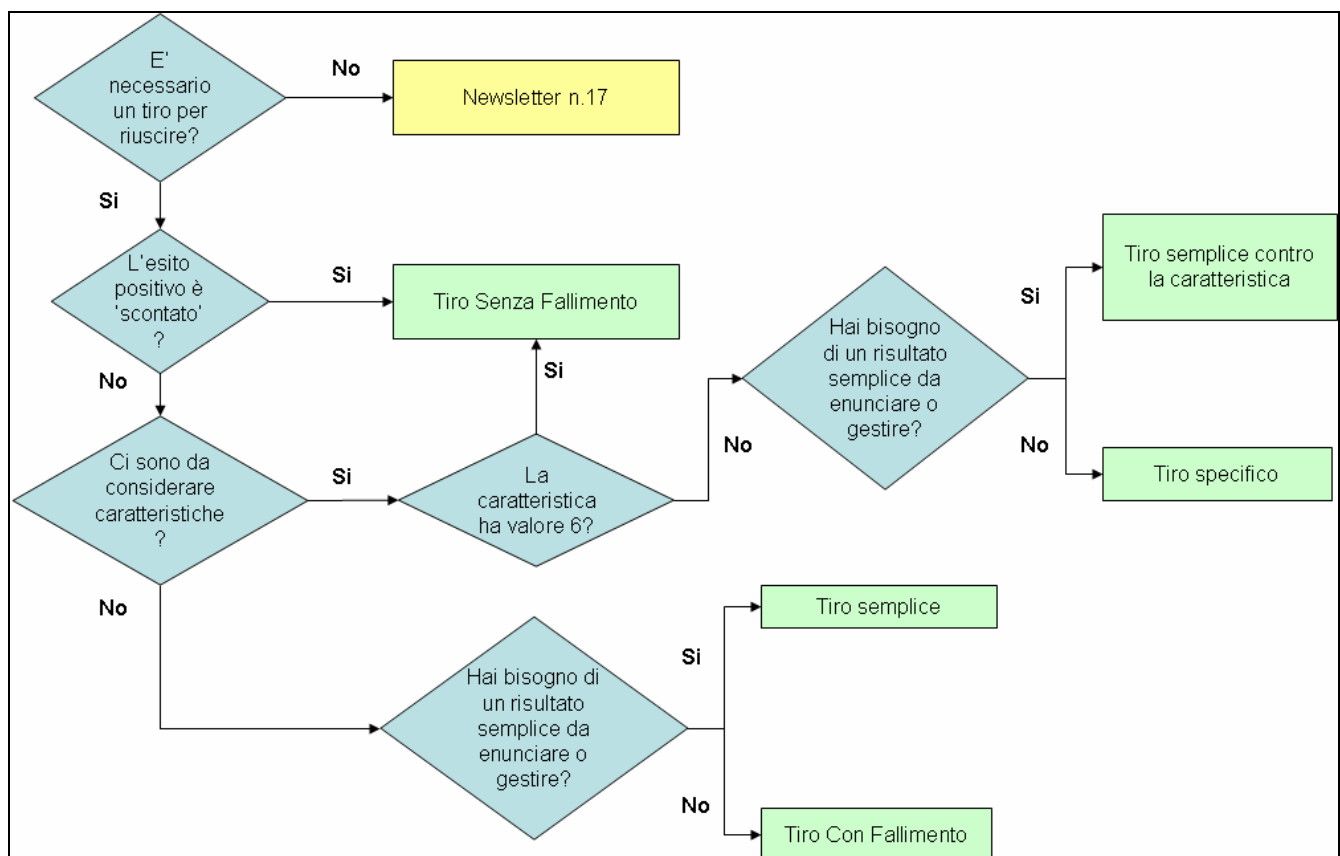 E'
necessario
un tiro per
riuscire?
No
Newsletter n.17
Si
L'esito
positivo è
'scontato'
?
Si
Tiro Senza Fallimento
No
Ci sono da
considerare
caratteristiche
?
Si
La
caratteristica
ha valore 6?
Si
No
Hai bisogno
di un risultato
semplice da
enunciare o
gestire?
Si
Tiro semplice contro
la caratteristica
No
Tiro specifico
No
Hai bisogno di
un risultato
semplice da
enunciare o
gestire?
Si
Tiro semplice
No
Tiro Con Fallimento